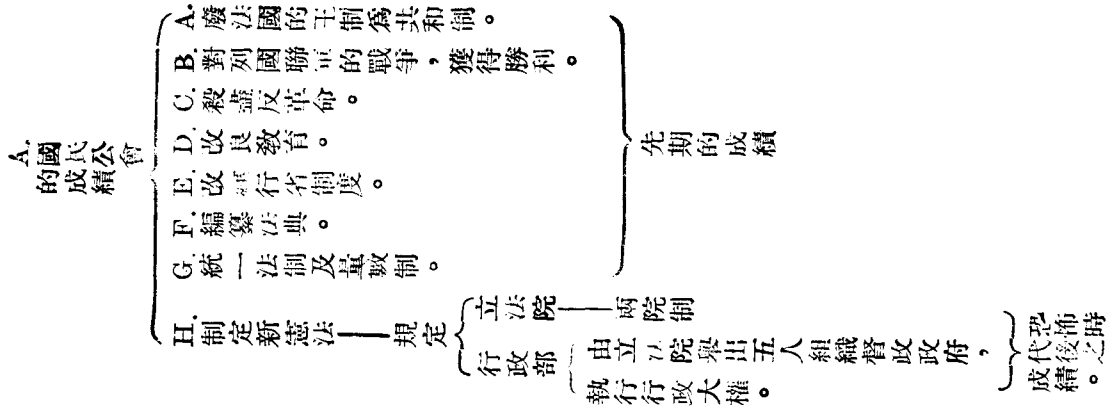 A.國民公會
的成績
A.廢法國的王制爲共和制。
B.對列國聯軍的戰爭，獲得勝利。
C.殺盡反革命。
D.改良教育。
E.改行省制度。
F.編纂法典。
G.統一法制及量數制。
先期的成績
H.制定新憲法——規定
立法院——兩院制
行政部
由立法院舉出五人組織督政政府，
執行行政大權。
恐怖時
代後之
成績。